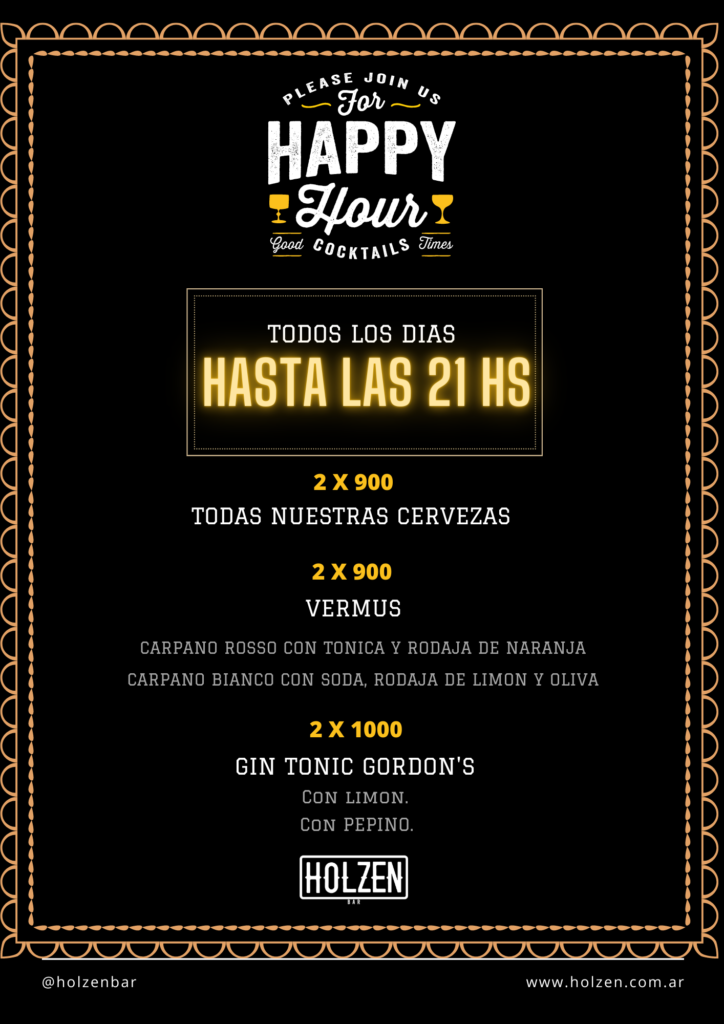 PLEASE JOIN US
For
HAPPY
Hour
Good COCKTAILS Times
TODOS LOS DIAS
HASTA LAS 21 HS
2 X 900
TODAS NUESTRAS CERVEZAS
2 X 900
VERMUS
CARPANO ROSSO CON TONICA Y RODAJA DE NARANJA
CARPANO BIANCO CON SODA, RODAJA DE LIMON Y OLIVA
2 X 1000
GIN TONIC GORDON'S
CON LIMON.
CON PEPINO.
HOLZEN
BAR
@holzenbar www.holzen.com.ar